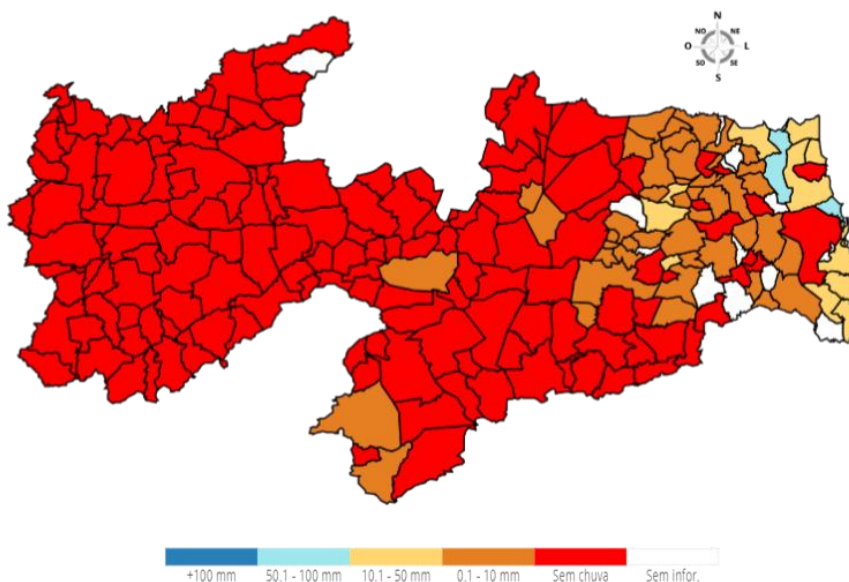 N
NO NE
O L
SO SE
S
+100 mm 50.1 - 100 mm 10.1 - 50 mm 0.1 - 10 mm Sem chuva Sem infor.